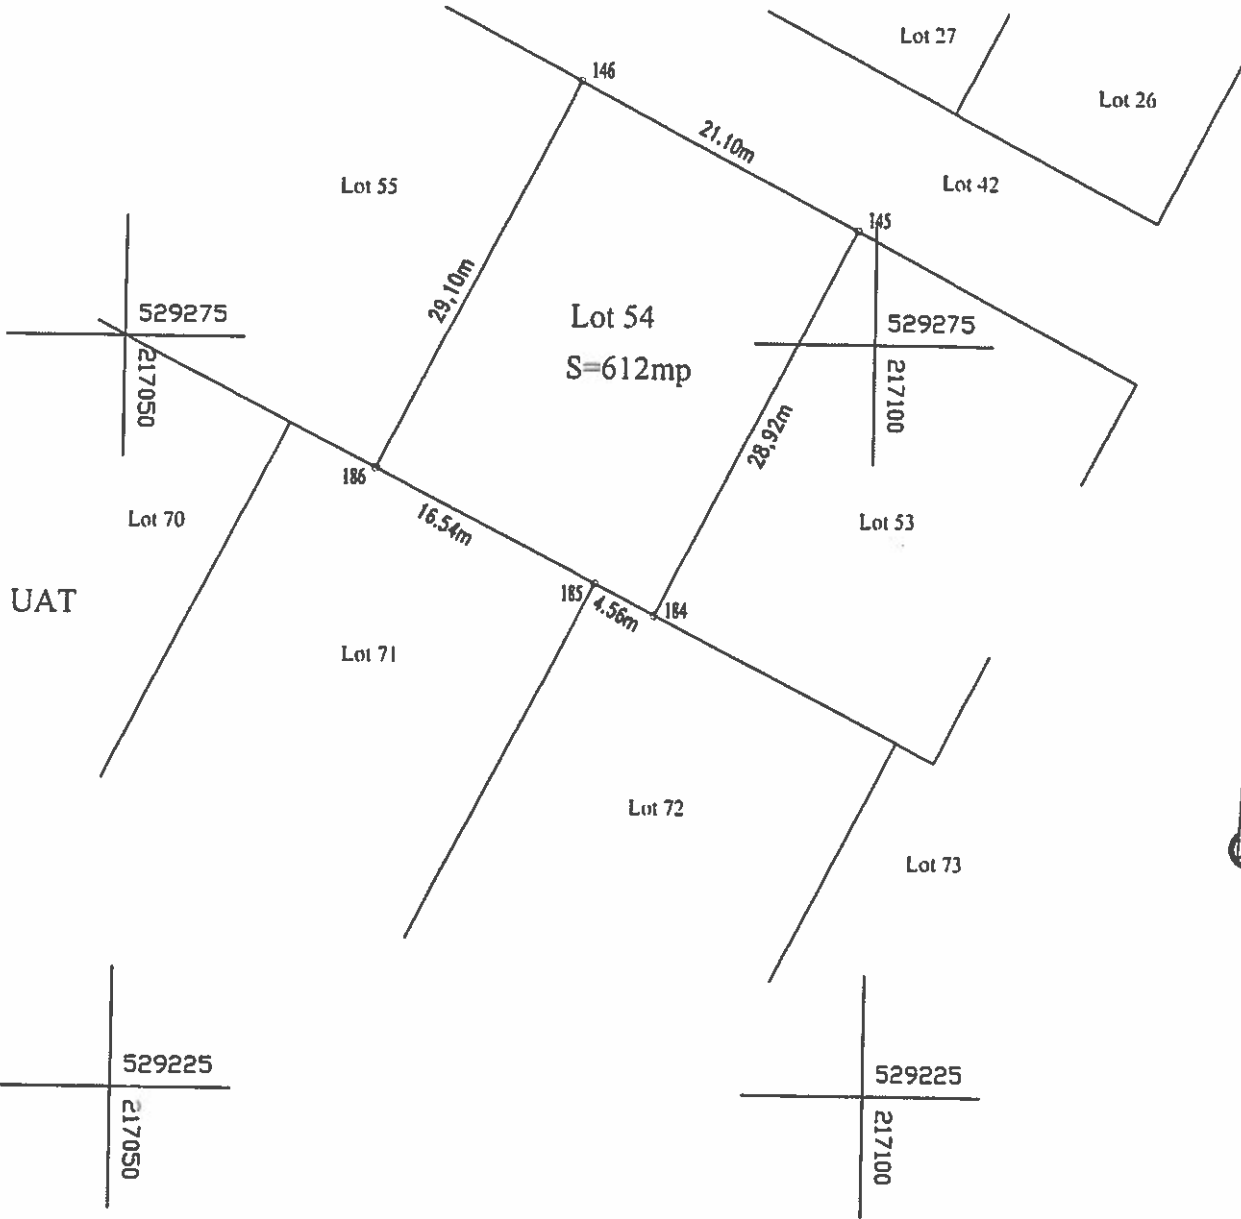 Lot 27
146
Lot 26
21.10m
Lot 55
Lot 42
145
29,10m
529275
217050
Lot 54
S=612mp
529275
217100
28,92m
186
16.54m
Lot 70
Lot 53
185
4.56m
184
UAT
Lot 71
Lot 72
Lot 73
529225
217050
529225
217100